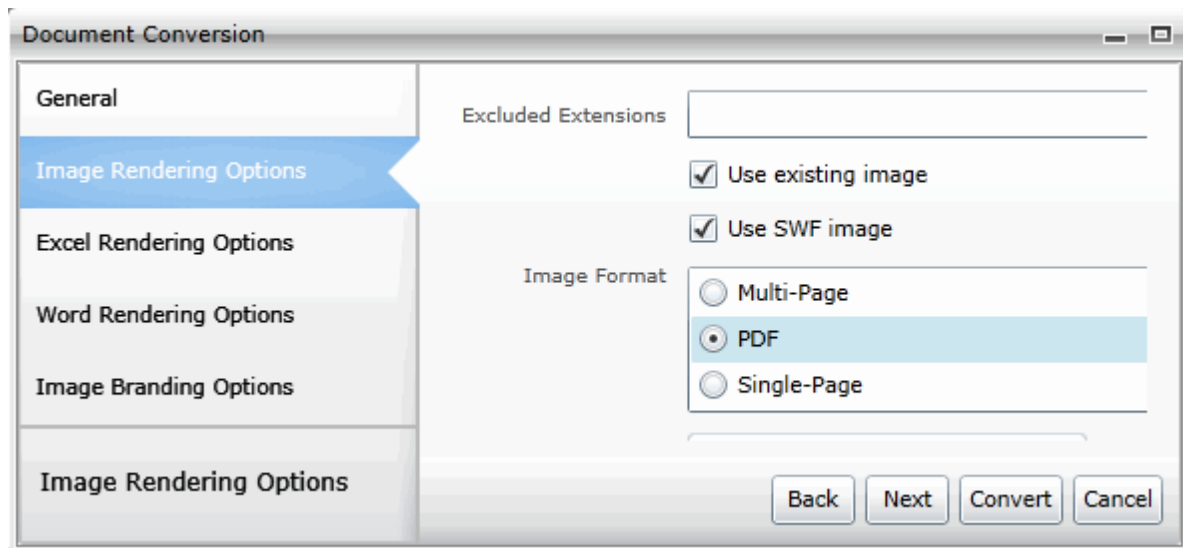 Document Conversion
General
Image Rendering Options
Excel Rendering Options
Word Rendering Options
Image Branding Options
Image Rendering Options
Excluded Extensions
Use existing image
Use SWF image
Image Format
Multi-Page
PDF
Single-Page
Back Next Convert Cancel